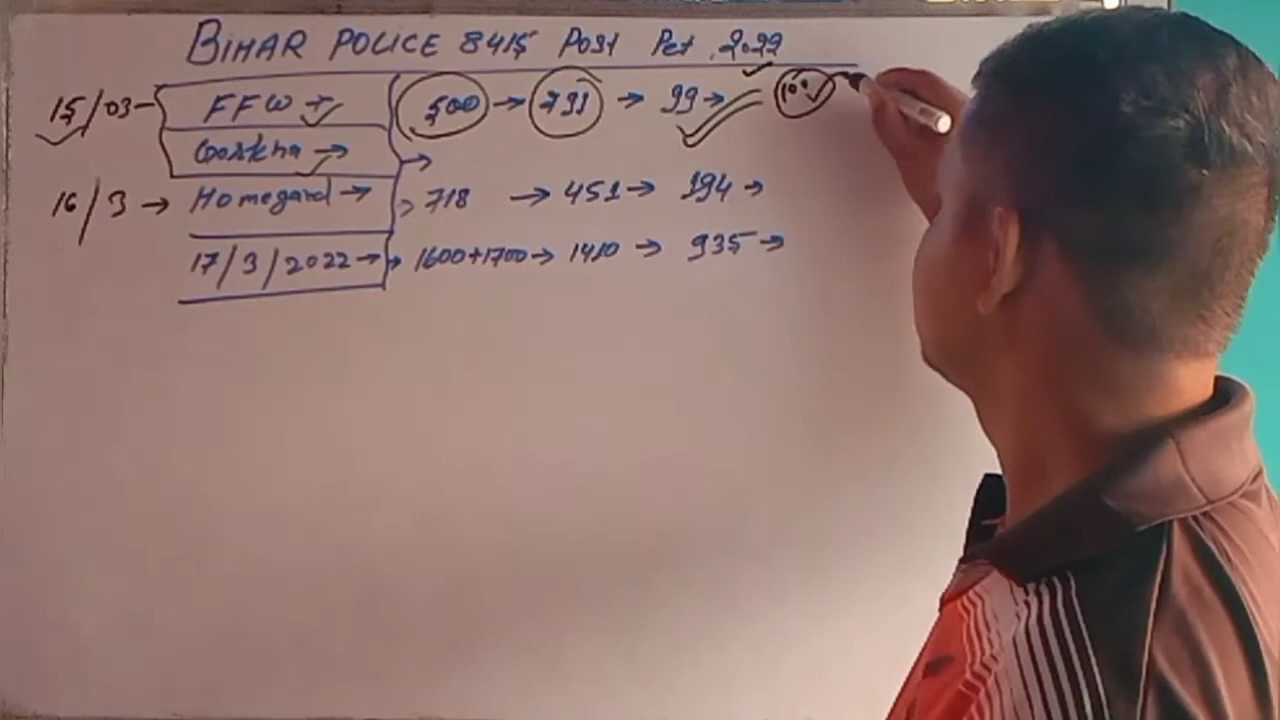 BIHAR POLICE 8415 Post Pet 2022
15/03- FFW → 500 → 791 → 99 → 100
Gorkha → →
16/3 → Homegard → > 718 → 451 → 194 →
17/3/2022 → → 1600+1700 → 1410 → 935 →